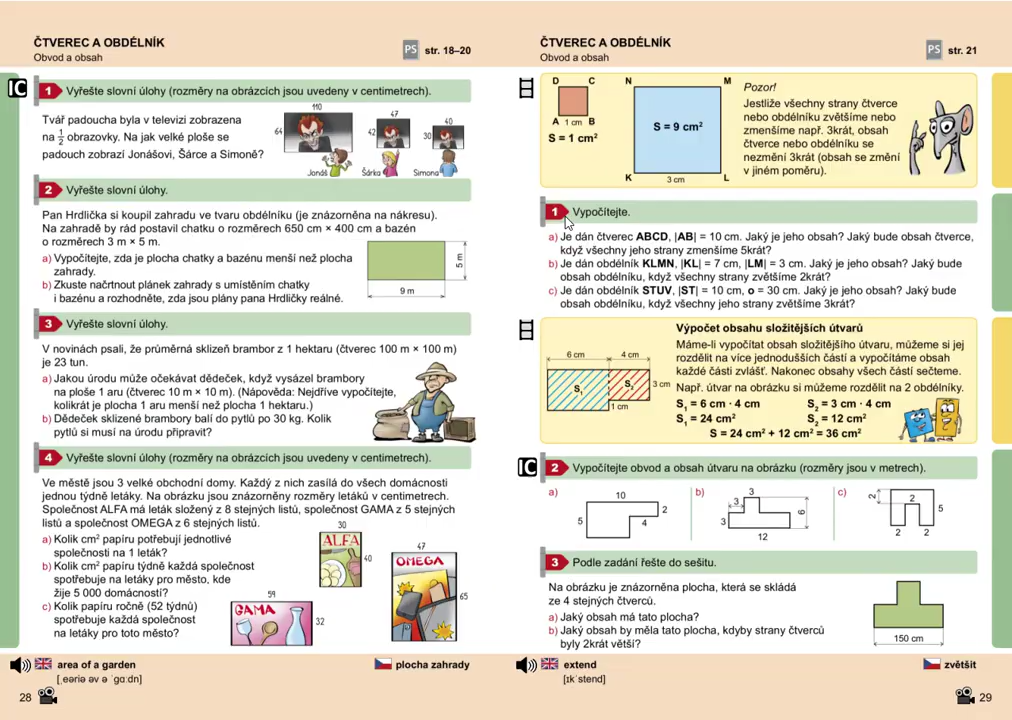 ČTVEREC A OBDÉLNÍK
Obvod a obsah
PS str. 18–20
IC
1 Vyřešte slovní úlohy (rozměry na obrázcích jsou uvedeny v centimetrech).
Tvář padoucha byla v televizi zobrazena
na 1/2 obrazovky. Na jak velké ploše se
padouch zobrazí Jonášovi, Šárce a Simoně?
110
64
47
42
40
30
Jonáš
Šárka
Simona
2 Vyřešte slovní úlohy.
Pan Hrdlička si koupil zahradu ve tvaru obdélníku (je znázorněna na nákresu).
Na zahradě by rád postavil chatku o rozměrech 650 cm × 400 cm a bazén
o rozměrech 3 m × 5 m.
a) Vypočítejte, zda je plocha chatky a bazénu menší než plocha
zahrady.
b) Zkuste načrtnout plánek zahrady s umístěním chatky
i bazénu a rozhodněte, zda jsou plány pana Hrdličky reálné.
5 m
9 m
3 Vyřešte slovní úlohy.
V novinách psali, že průměrná sklizeň brambor z 1 hektaru (čtverec 100 m × 100 m)
je 23 tun.
a) Jakou úrodu může očekávat dědeček, když vysázel brambory
na ploše 1 aru (čtverec 10 m × 10 m). (Nápověda: Nejdříve vypočítejte,
kolikrát je plocha 1 aru menší než plocha 1 hektaru.)
b) Dědeček sklizené brambory balí do pytlů po 30 kg. Kolik
pytlů si musí na úrodu připravit?
4 Vyřešte slovní úlohy (rozměry na obrázcích jsou uvedeny v centimetrech).
Ve městě jsou 3 velké obchodní domy. Každý z nich zasílá do všech domácností
jednou týdně letáky. Na obrázku jsou znázorněny rozměry letáků v centimetrech.
Společnost ALFA má leták složený z 8 stejných listů, společnost GAMA z 5 stejných
listů a společnost OMEGA z 6 stejných listů.
a) Kolik cm² papíru potřebují jednotlivé
společnosti na 1 leták?
b) Kolik cm² papíru týdně každá společnost
spotřebuje na letáky pro město, kde
žije 5 000 domácností?
c) Kolik papíru ročně (52 týdnů)
spotřebuje každá společnost
na letáky pro toto město?
30
ALFA
40
47
OMEGA
65
59
GAMA
32
area of a garden
[ˌeəriə əv ə ˈgɑːdn]
plocha zahrady
28
ČTVEREC A OBDÉLNÍK
Obvod a obsah
PS str. 21
D C
A 1 cm B
S = 1 cm²
N M
S = 9 cm²
K 3 cm L
Pozor!
Jestliže všechny strany čtverce
nebo obdélníku zvětšíme nebo
zmenšíme např. 3krát, obsah
čtverce nebo obdélníku se
nezmění 3krát (obsah se změní
v jiném poměru).
1 Vypočítejte.
a) Je dán čtverec ABCD, |AB| = 10 cm. Jaký je jeho obsah? Jaký bude obsah čtverce,
když všechny jeho strany zmenšíme 5krát?
b) Je dán obdélník KLMN, |KL| = 7 cm, |LM| = 3 cm. Jaký je jeho obsah? Jaký bude
obsah obdélníku, když všechny strany zvětšíme 2krát?
c) Je dán obdélník STUV, |ST| = 10 cm, o = 30 cm. Jaký je jeho obsah? Jaký bude
obsah obdélníku, když všechny jeho strany zvětšíme 3krát?
6 cm
4 cm
S₁
S₂
3 cm
1 cm
Výpočet obsahu složitějších útvarů
Máme-li vypočítat obsah složitějšího útvaru, můžeme si jej
rozdělit na více jednodušších částí a vypočítáme obsah
každé části zvlášť. Nakonec obsahy všech částí sečteme.
Např. útvar na obrázku si můžeme rozdělit na 2 obdélníky.
S₁ = 6 cm · 4 cm S₂ = 3 cm · 4 cm
S₁ = 24 cm² S₂ = 12 cm²
S = 24 cm² + 12 cm² = 36 cm²
IC
2 Vypočítejte obvod a obsah útvaru na obrázku (rozměry jsou v metrech).
a)
10
2
5
4
b)
3
3
3
6
12
c)
2
2
5
2 2
3 Podle zadání řešte do sešitu.
Na obrázku je znázorněna plocha, která se skládá
ze 4 stejných čtverců.
a) Jaký obsah má tato plocha?
b) Jaký obsah by měla tato plocha, kdyby strany čtverců
byly 2krát větší?
150 cm
extend
[ɪkˈstend]
zvětšit
29